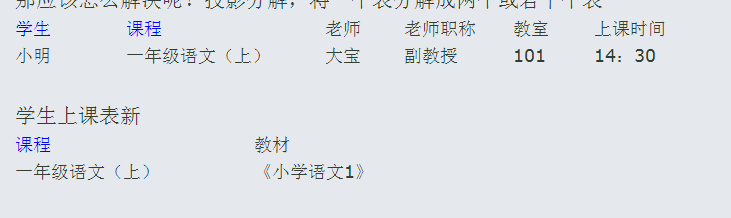 那应该怎么解决呢？投影分解，将一个表分解成两个或若干个表
学生 课程 老师 老师职称 教室 上课时间
小明 一年级语文（上） 大宝 副教授 101 14：30
学生上课表新
课程 教材
一年级语文（上） 《小学语文1》